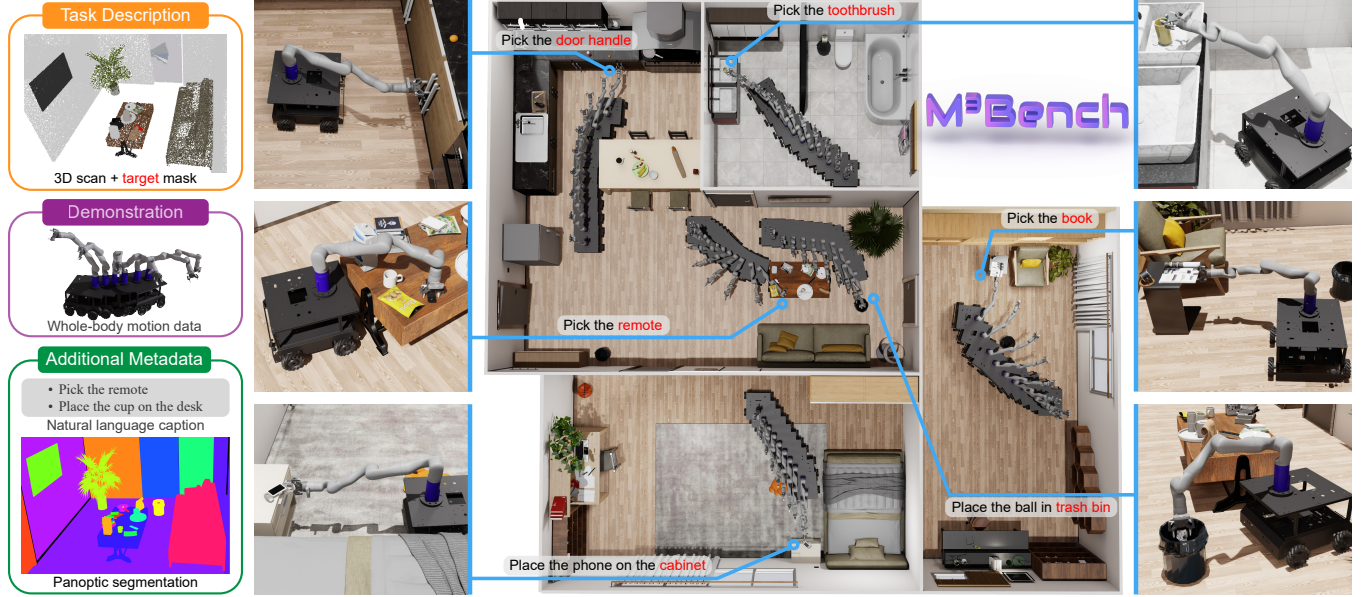 Task Description
3D scan + target mask
Demonstration
Whole-body motion data
Additional Metadata
• Pick the remote
• Place the cup on the desk
Natural language caption
Panoptic segmentation
Pick the door handle
Pick the toothbrush
M³Bench
Pick the book
Pick the remote
Place the ball in trash bin
Place the phone on the cabinet